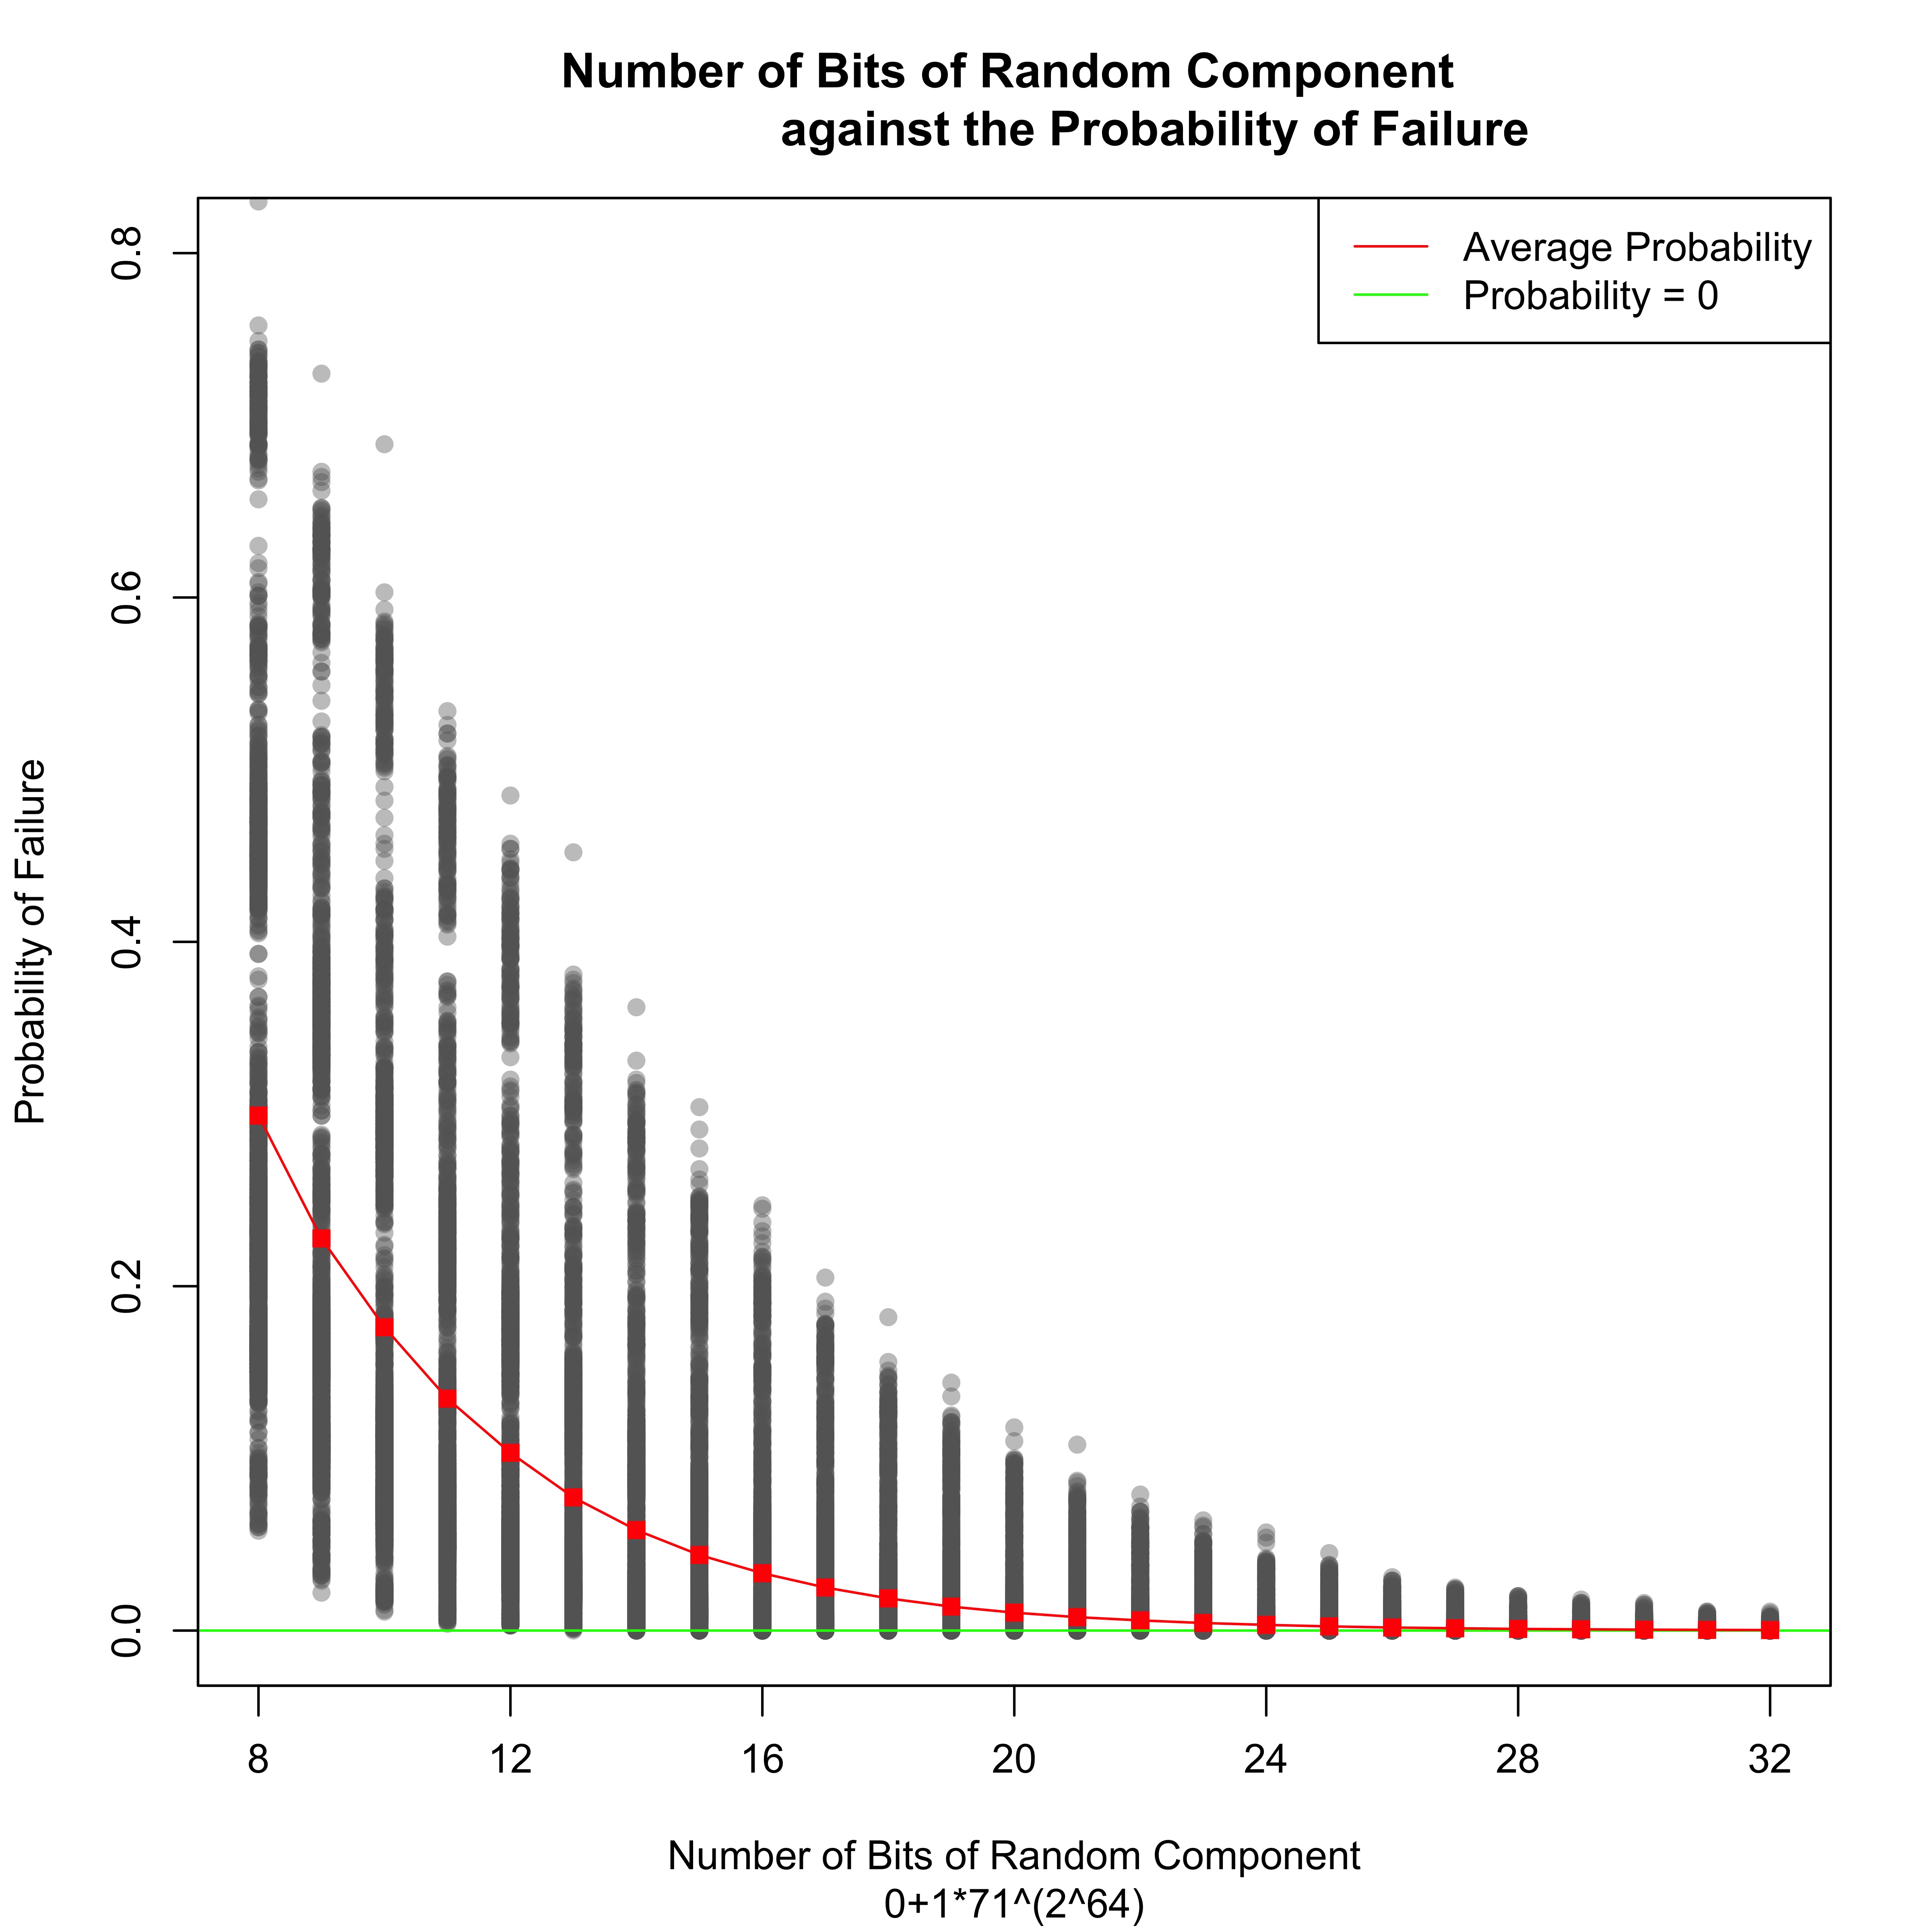 Number of Bits of Random Component
against the Probability of Failure
Average Probability
Probability = 0
Probability of Failure
0.8
0.6
0.4
0.2
0.0
8 12 16 20 24 28 32
Number of Bits of Random Component
0+1*71^(2^64)